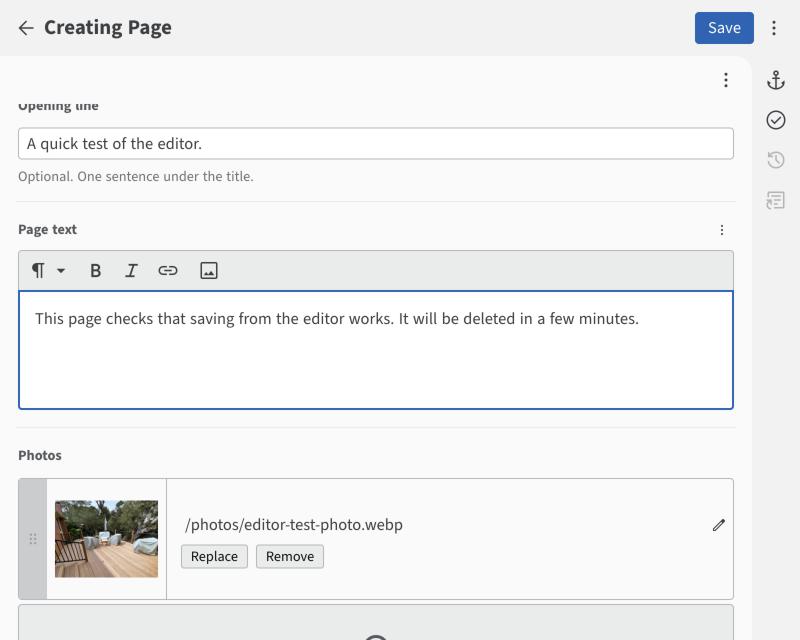 Creating Page
Save
Opening line
A quick test of the editor.
Optional. One sentence under the title.
Page text
B I
This page checks that saving from the editor works. It will be deleted in a few minutes.
Photos
/photos/editor-test-photo.webp
Replace Remove